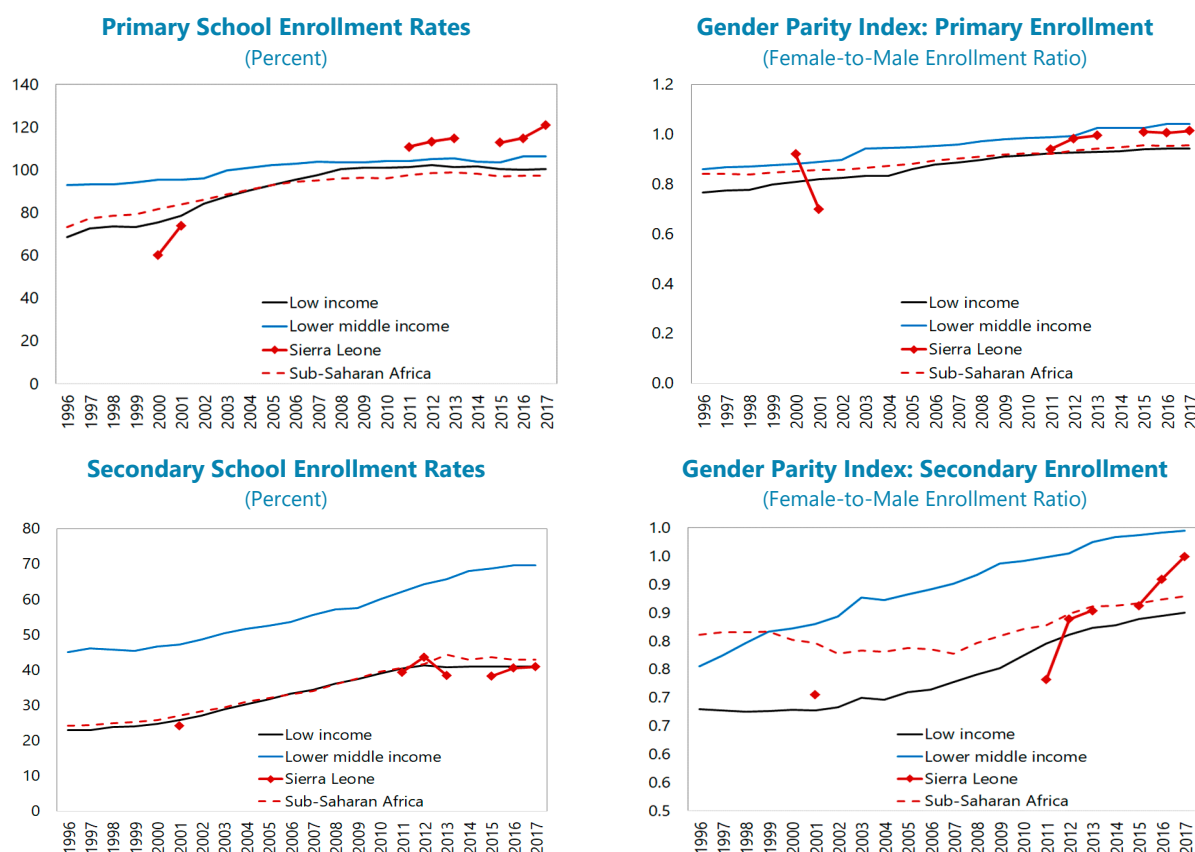 Primary School Enrollment Rates
(Percent)
140
120
100
80
60
40
20
0
Low income
Lower middle income
Sierra Leone
Sub-Saharan Africa
1996 1997 1998 1999 2000 2001 2002 2003 2004 2005 2006 2007 2008 2009 2010 2011 2012 2013 2014 2015 2016 2017
Gender Parity Index: Primary Enrollment
(Female-to-Male Enrollment Ratio)
1.2
1.0
0.8
0.6
0.4
0.2
0.0
Low income
Lower middle income
Sierra Leone
Sub-Saharan Africa
1996 1997 1998 1999 2000 2001 2002 2003 2004 2005 2006 2007 2008 2009 2010 2011 2012 2013 2014 2015 2016 2017
Secondary School Enrollment Rates
(Percent)
80
70
60
50
40
30
20
10
0
Low income
Lower middle income
Sierra Leone
Sub-Saharan Africa
1996 1997 1998 1999 2000 2001 2002 2003 2004 2005 2006 2007 2008 2009 2010 2011 2012 2013 2014 2015 2016 2017
Gender Parity Index: Secondary Enrollment
(Female-to-Male Enrollment Ratio)
1.0
1.0
0.9
0.9
0.8
0.8
0.7
0.7
0.6
0.6
0.5
Low income
Lower middle income
Sierra Leone
Sub-Saharan Africa
1996 1997 1998 1999 2000 2001 2002 2003 2004 2005 2006 2007 2008 2009 2010 2011 2012 2013 2014 2015 2016 2017